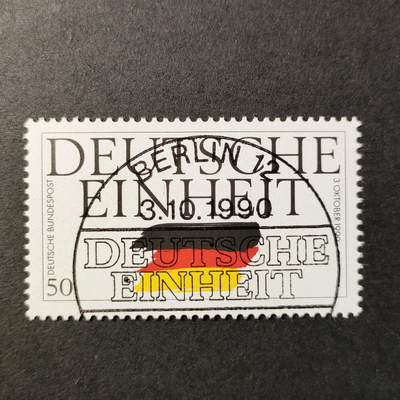 DEUTSCHE
EINHEIT
DEUTSCHE BUNDESPOST
3. OKTOBER 1990
50
BERLIN 12
3.10.1990
DEUTSCHE
EINHEIT